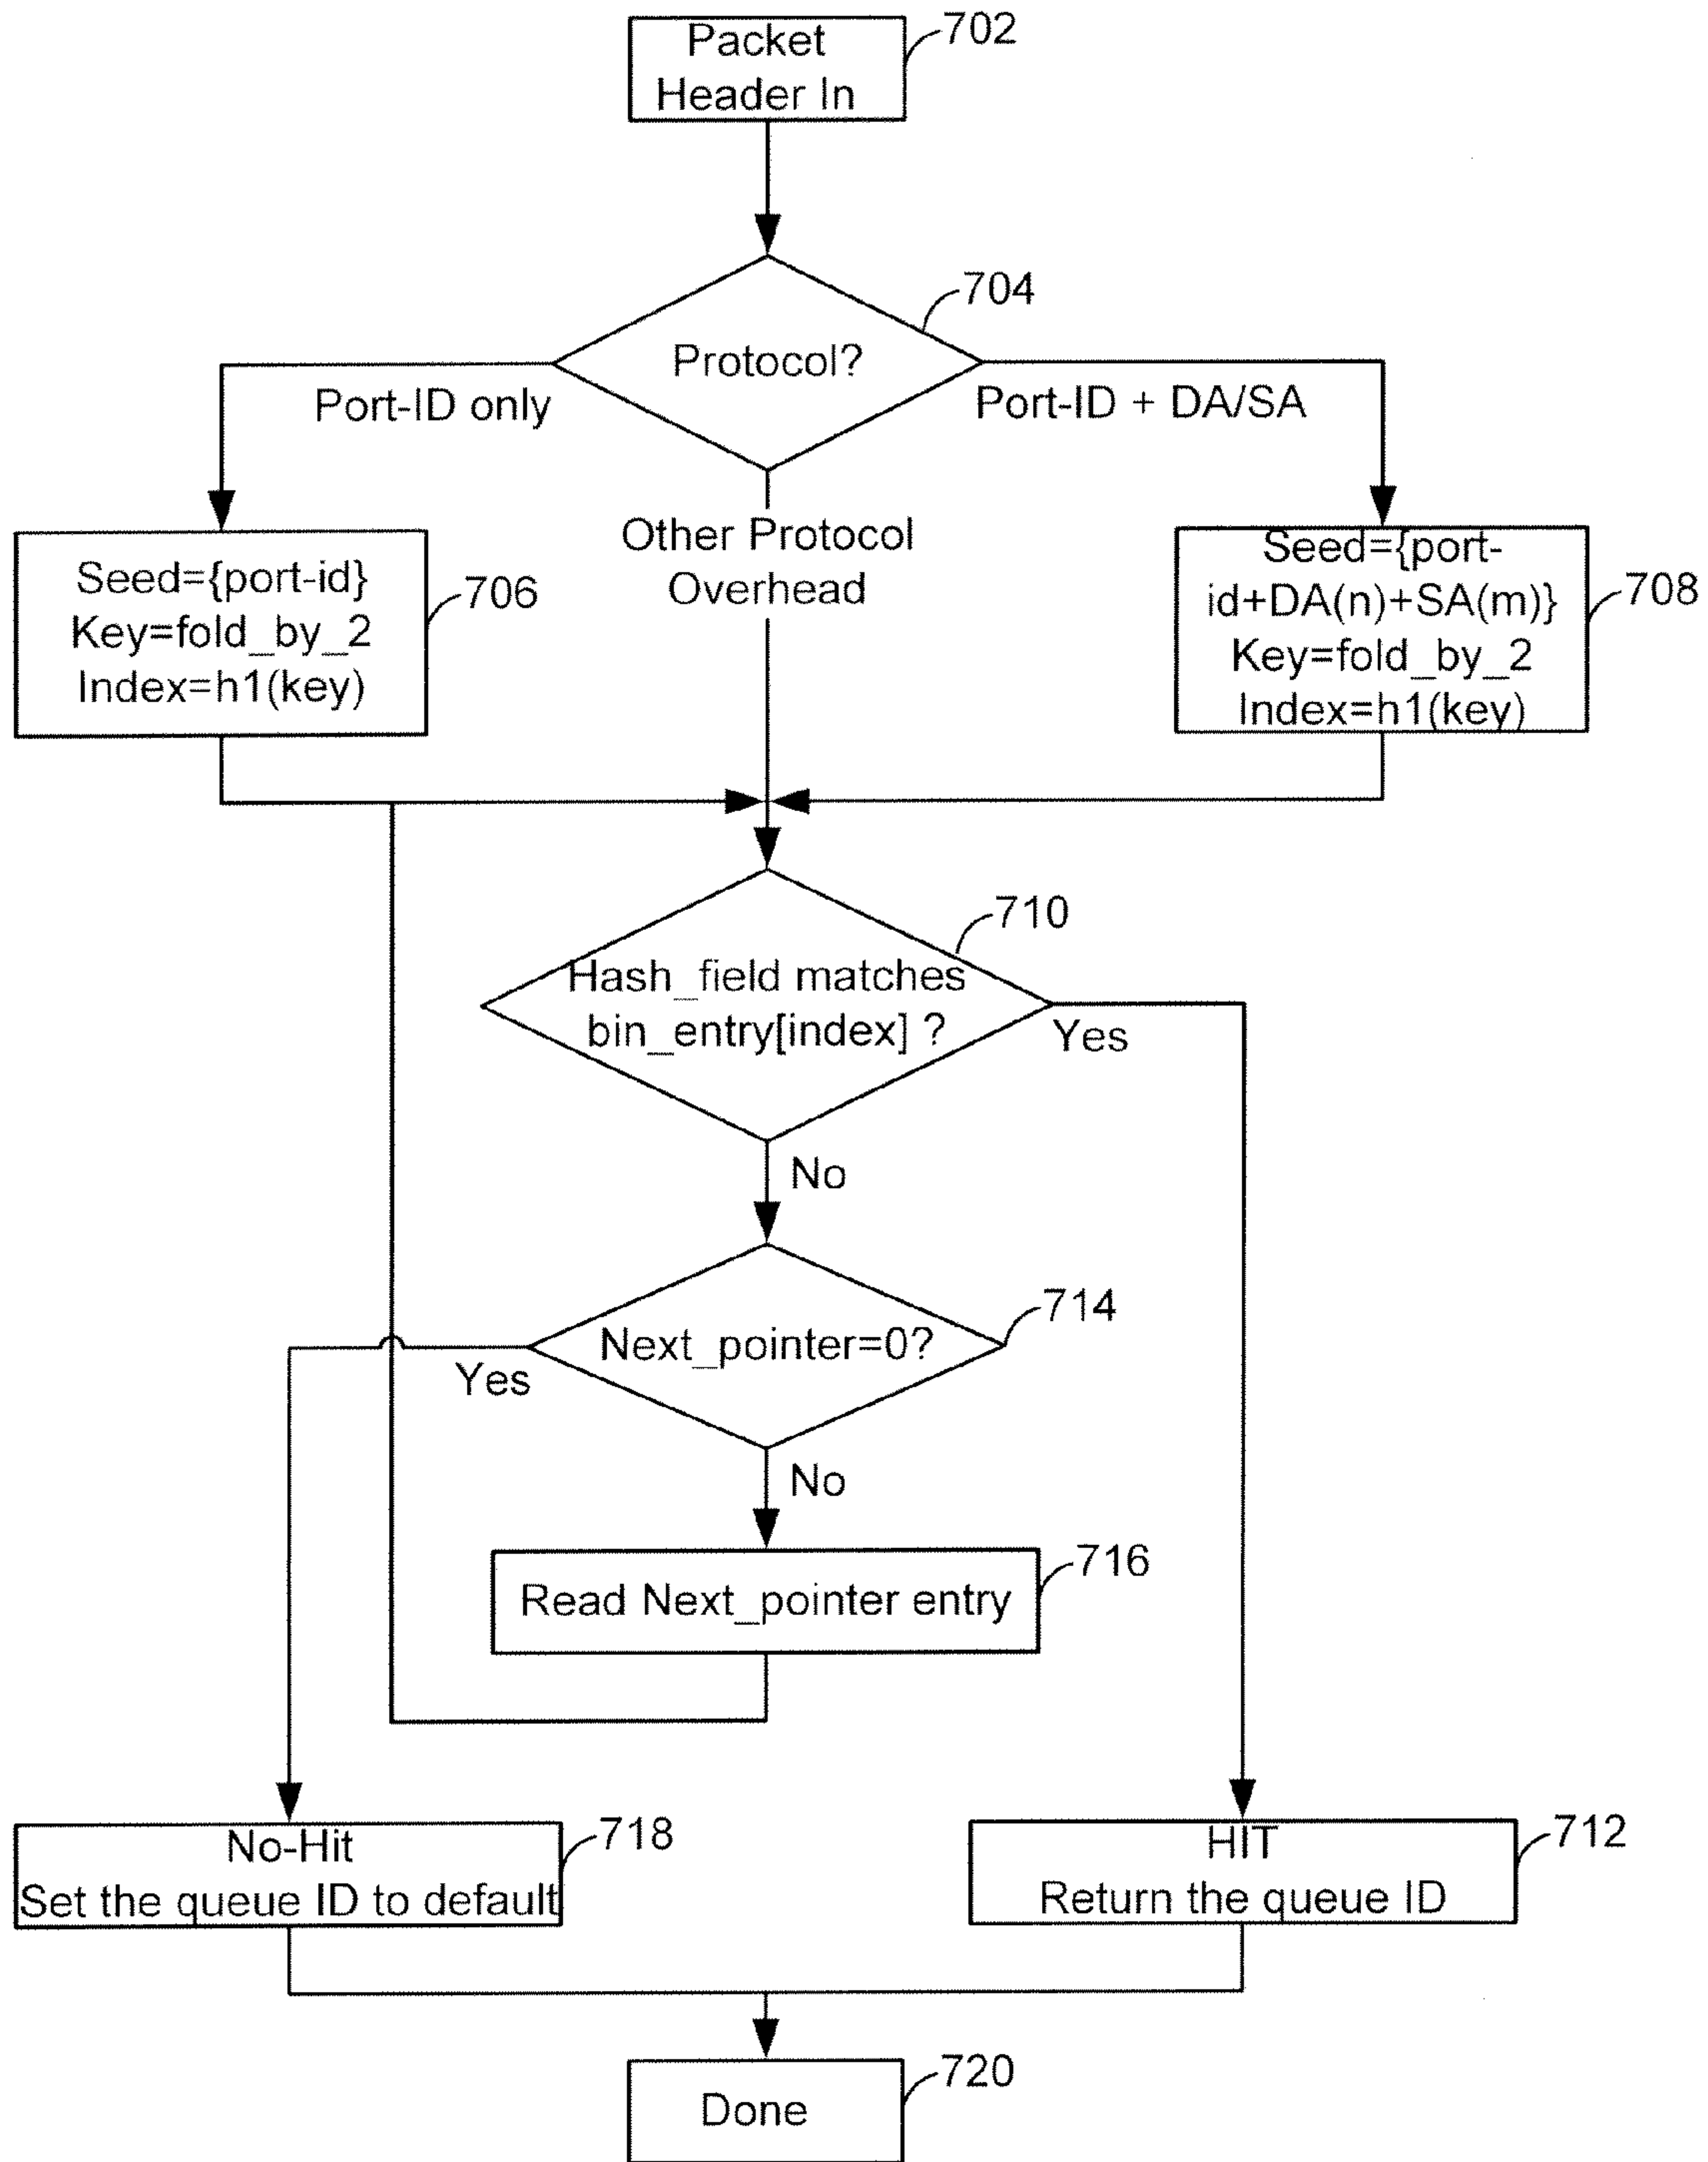 Packet
Header In
702
704
Protocol?
Port-ID only
Port-ID + DA/SA
Other Protocol
Overhead
Seed={port-id}
Key=fold_by_2
Index=h1(key)
706
Seed={port-
id+DA(n)+SA(m)}
Key=fold_by_2
Index=h1(key)
708
710
Hash_field matches
bin_entry[index] ?
Yes
No
714
Next_pointer=0?
Yes
No
716
Read Next_pointer entry
No-Hit
Set the queue ID to default
718
HIT
Return the queue ID
712
720
Done